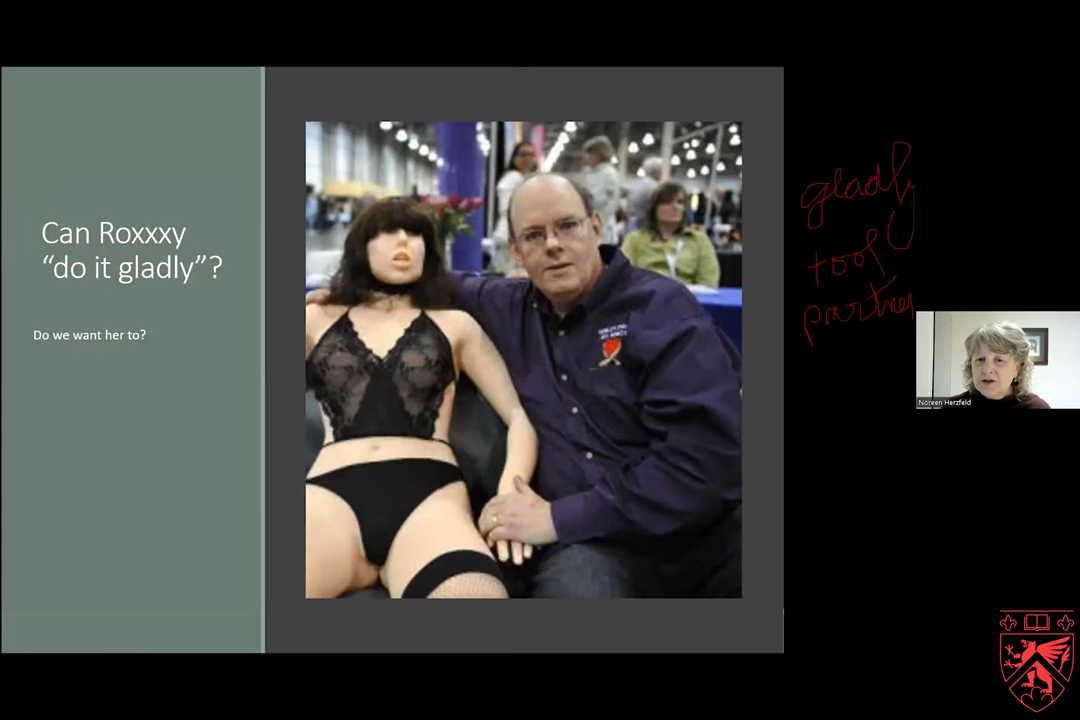 Can Roxxxy
“do it gladly”?
Do we want her to?
gladly
tool
partner
Noreen Herzfeld